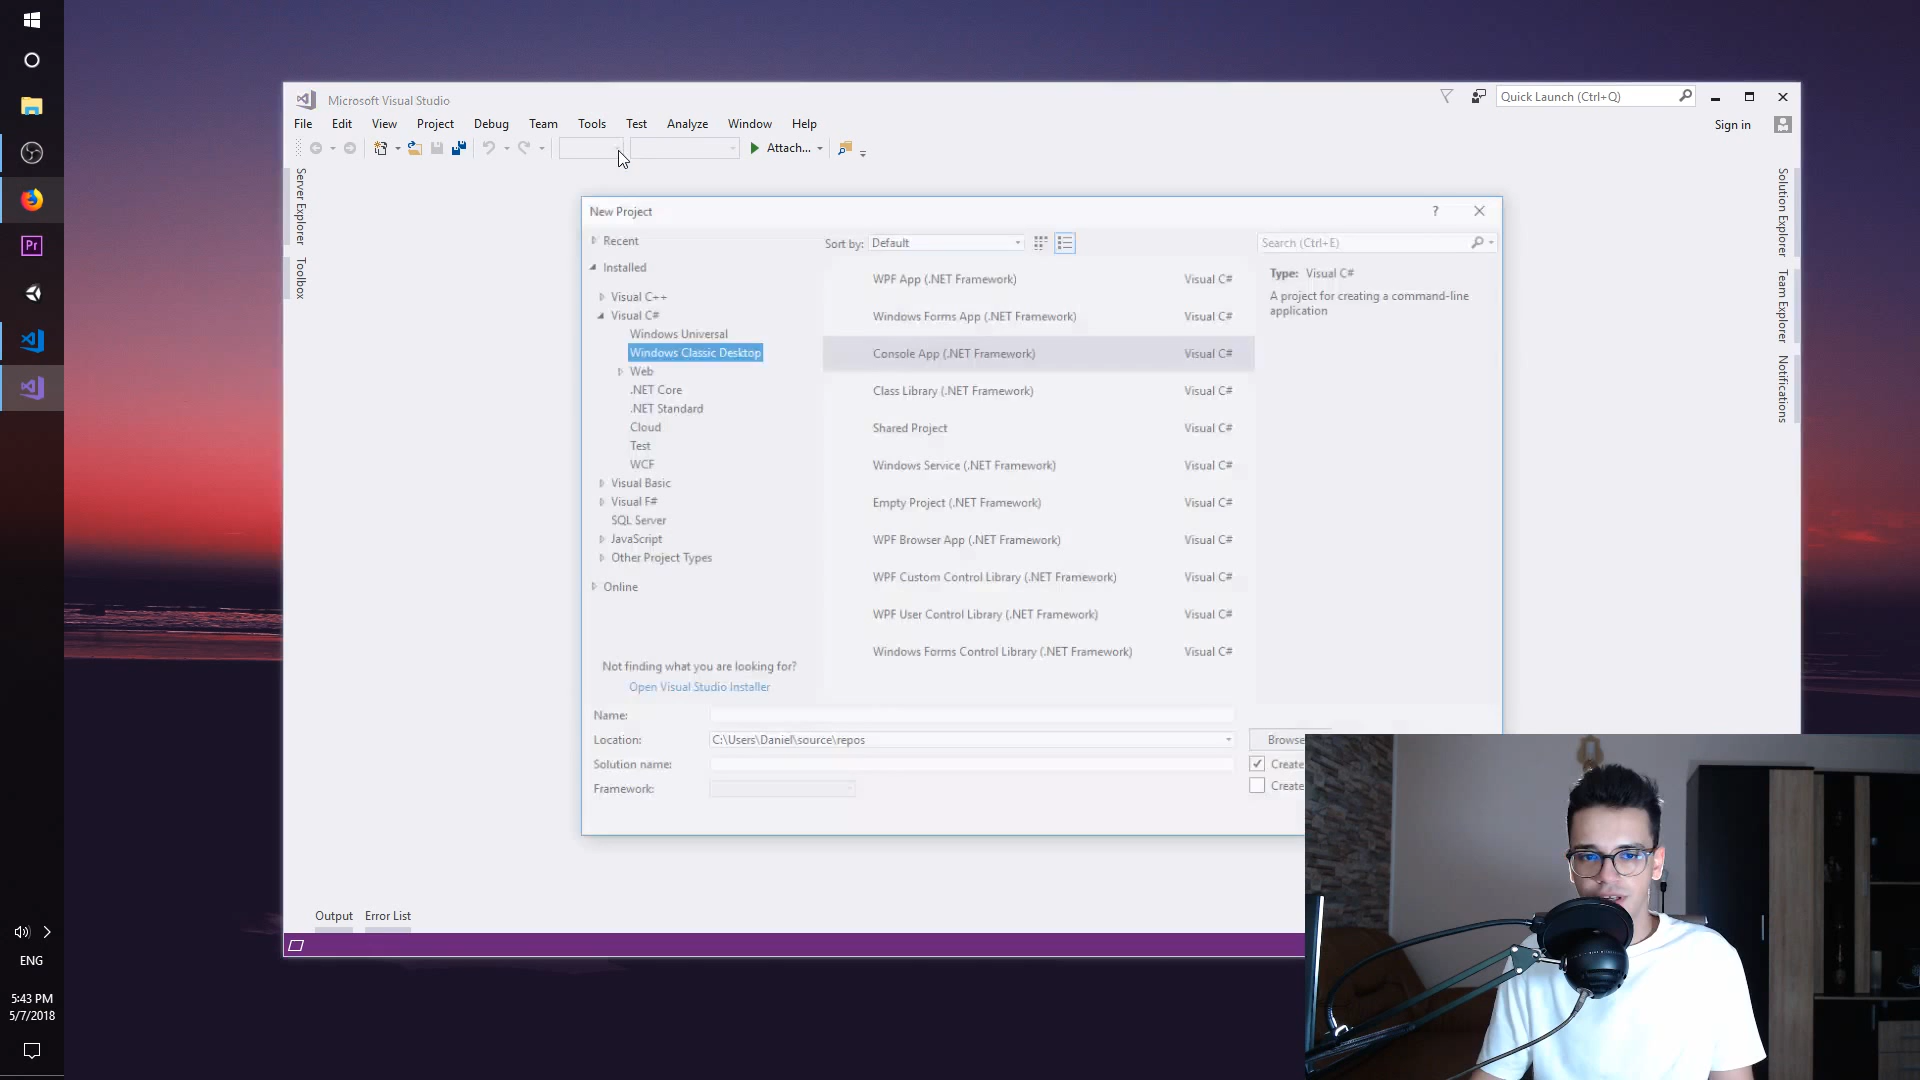 Microsoft Visual Studio
Quick Launch (Ctrl+Q)
File Edit View Project Debug Team Tools Test Analyze Window Help
Sign in
Attach...
Server Explorer
Toolbox
Solution Explorer
Team Explorer
Notifications
New Project
?
Recent
Installed
Visual C++
Visual C#
Windows Universal
Windows Classic Desktop
Web
.NET Core
.NET Standard
Cloud
Test
WCF
Visual Basic
Visual F#
SQL Server
JavaScript
Other Project Types
Online
Not finding what you are looking for?
Open Visual Studio Installer
Sort by: Default
WPF App (.NET Framework) Visual C#
Windows Forms App (.NET Framework) Visual C#
Console App (.NET Framework) Visual C#
Class Library (.NET Framework) Visual C#
Shared Project Visual C#
Windows Service (.NET Framework) Visual C#
Empty Project (.NET Framework) Visual C#
WPF Browser App (.NET Framework) Visual C#
WPF Custom Control Library (.NET Framework) Visual C#
WPF User Control Library (.NET Framework) Visual C#
Windows Forms Control Library (.NET Framework) Visual C#
Search (Ctrl+E)
Type: Visual C#
A project for creating a command-line
application
Name:
Location: C:\Users\Daniel\source\repos
Browse
Solution name:
Create
Framework:
Create
Output Error List
Pr
ENG
5:43 PM
5/7/2018